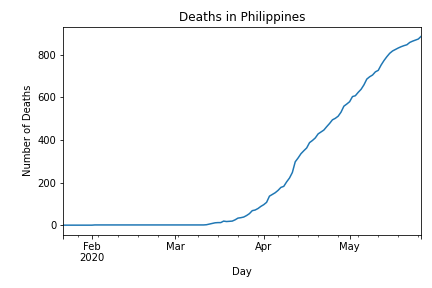 Deaths in Philippines
Number of Deaths
800
600
400
200
0
Feb
2020
Mar
Apr
May
Day